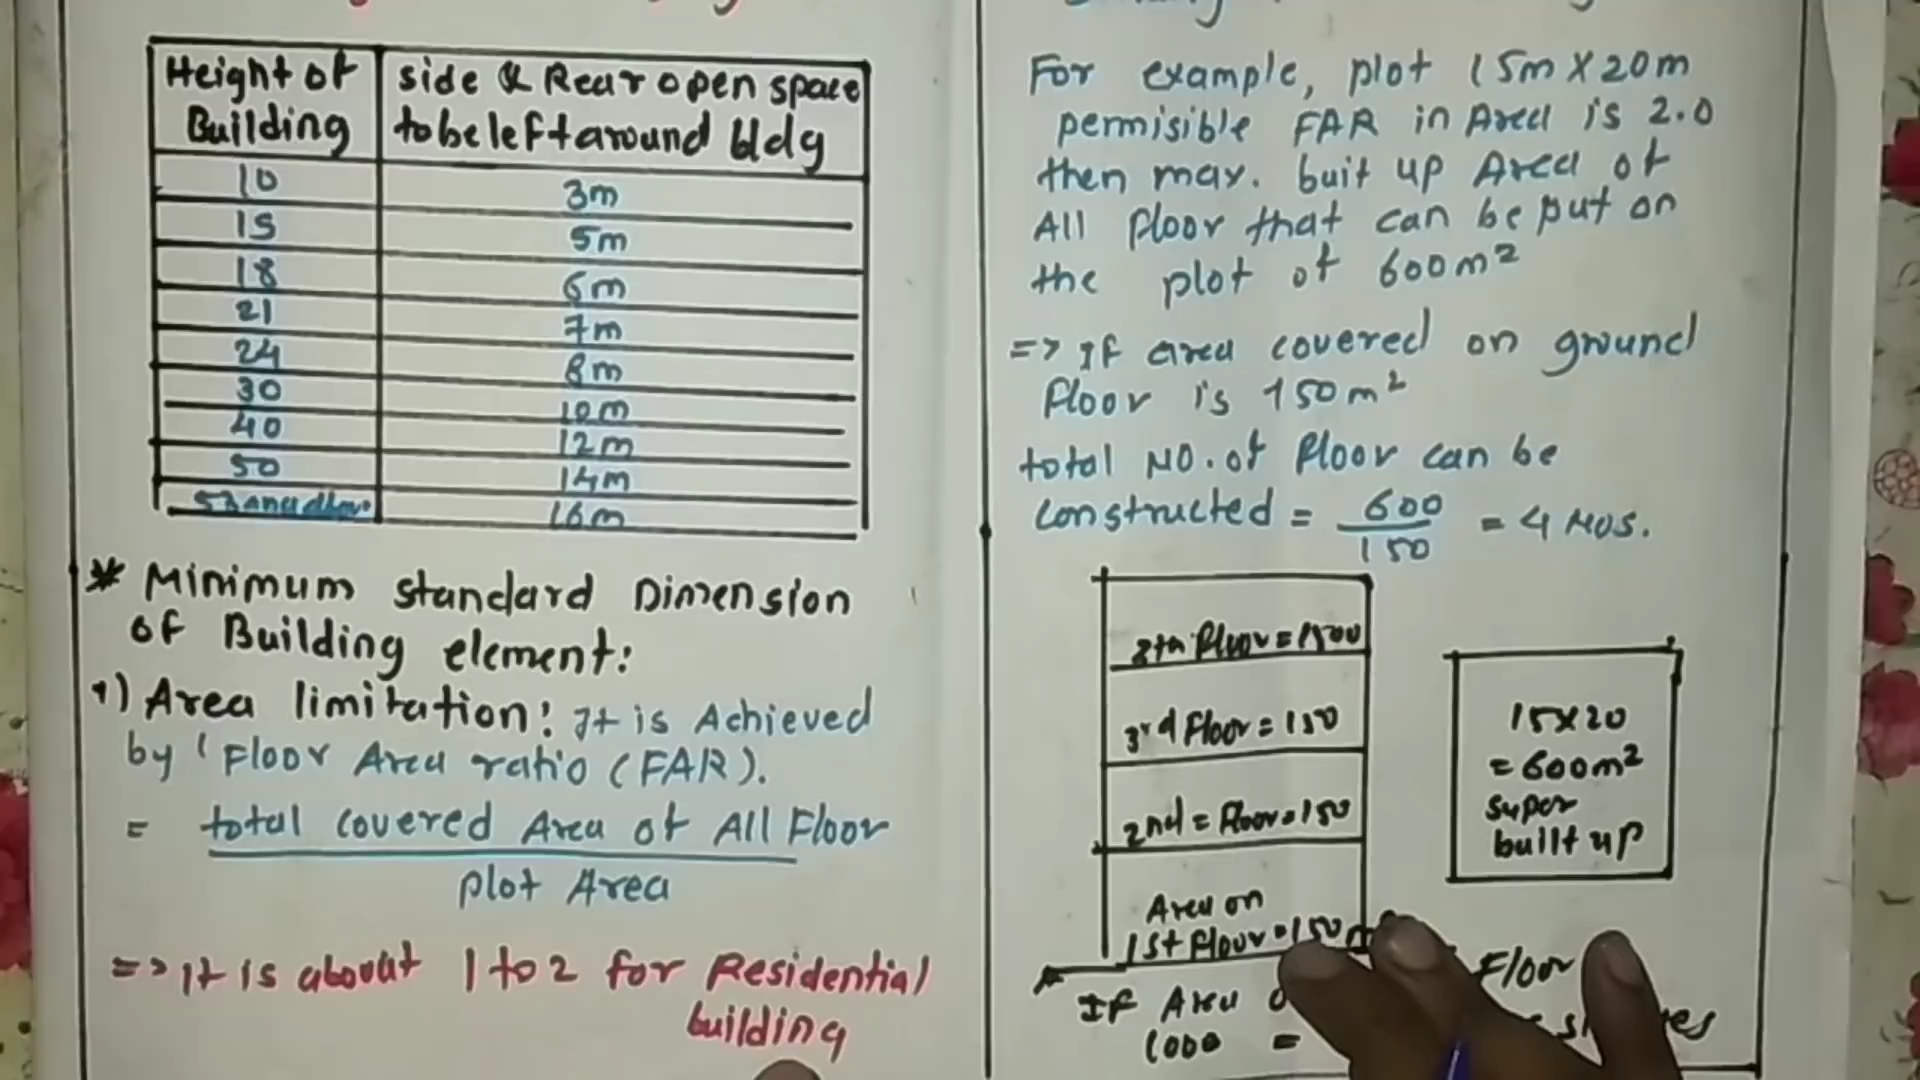 Height of Building
side & Rear open space to be left around bldg
10 3m
15 5m
18 6m
21 7m
24 8m
30 10m
40 12m
50 14m
16m
* Minimum standard Dimension
of Building element:
1) Area limitation: It is Achieved
by 'Floor Area ratio (FAR).
= total covered Area of All Floor
plot Area
=> it is about 1 to 2 for Residential
building
For example, plot 15m X 20m
permisible FAR in Area is 2.0
then max. buit up Area of
All floor that can be put on
the plot of 600m²
=> If area covered on ground
floor is 150m²
total NO. of floor can be
constructed = 600 = 4 Nos.
150
floor = 1500
3rd Floor = 150
2nd = Floor = 150
Area on
1st floor = 150
15X20
= 600m²
super
built up
If Area
Floor
1000 =